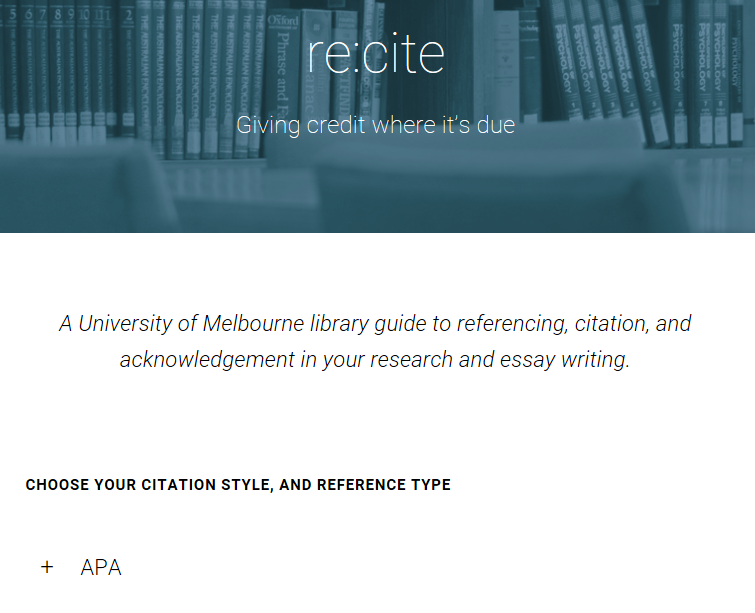 re:cite
Giving credit where it's due
A University of Melbourne library guide to referencing, citation, and
acknowledgement in your research and essay writing.
CHOOSE YOUR CITATION STYLE, AND REFERENCE TYPE
+ APA